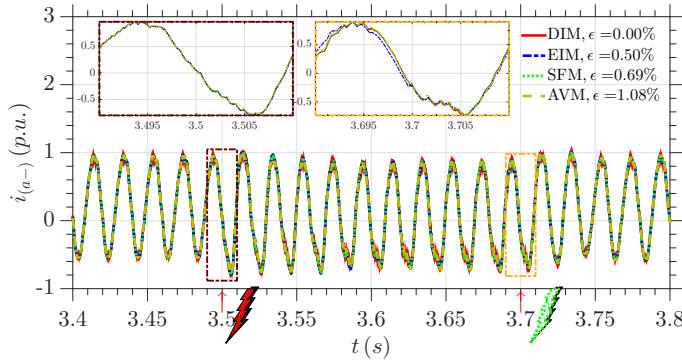 3
2
1
0
-1
i(a−) (p.u.)
0.5
0
-0.5
3.495
3.5
3.505
0.5
0
-0.5
3.695
3.7
3.705
DIM, ϵ =0.00%
EIM, ϵ =0.50%
SFM, ϵ =0.69%
AVM, ϵ =1.08%
3.4 3.45 3.5 3.55 3.6 3.65 3.7 3.75 3.8
t (s)